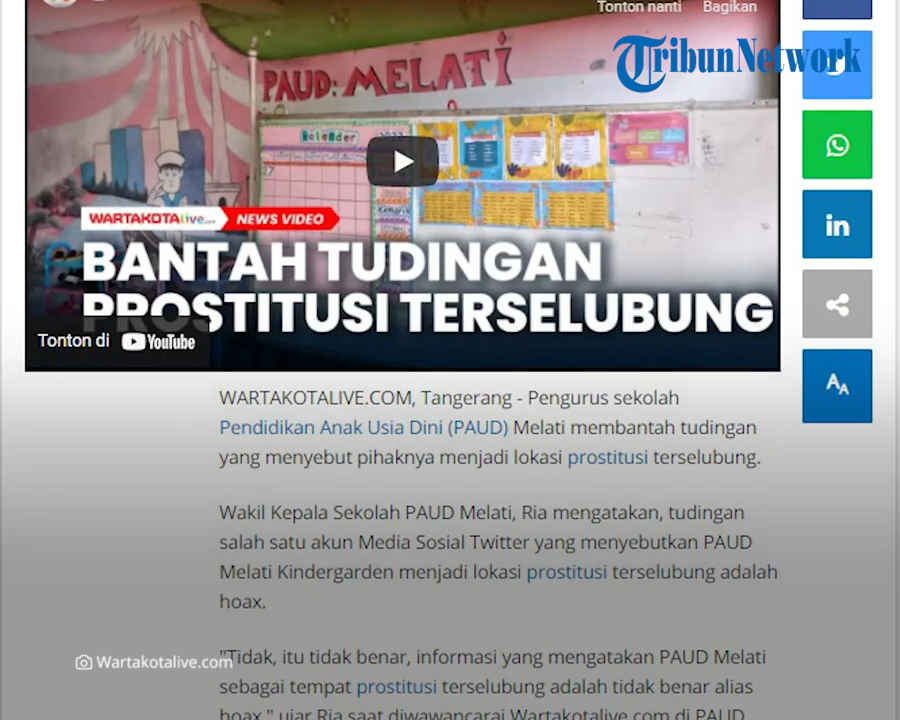 Tonton nanti Bagikan
TribunNetwork
PAUD: MELATI
Kalender 2022
17
WARTAKOTAlive.com NEWS VIDEO
BANTAH TUDINGAN
PROSTITUSI TERSELUBUNG
Tonton di YouTube
in
AA
WARTAKOTALIVE.COM, Tangerang - Pengurus sekolah
Pendidikan Anak Usia Dini (PAUD) Melati membantah tudingan
yang menyebut pihaknya menjadi lokasi prostitusi terselubung.
Wakil Kepala Sekolah PAUD Melati, Ria mengatakan, tudingan
salah satu akun Media Sosial Twitter yang menyebutkan PAUD
Melati Kindergarden menjadi lokasi prostitusi terselubung adalah
hoax.
"Tidak, itu tidak benar, informasi yang mengatakan PAUD Melati
Wartakotalive.com
sebagai tempat prostitusi terselubung adalah tidak benar alias
hoax," ujar Ria saat diwawancarai Wartakotalive.com di PAUD